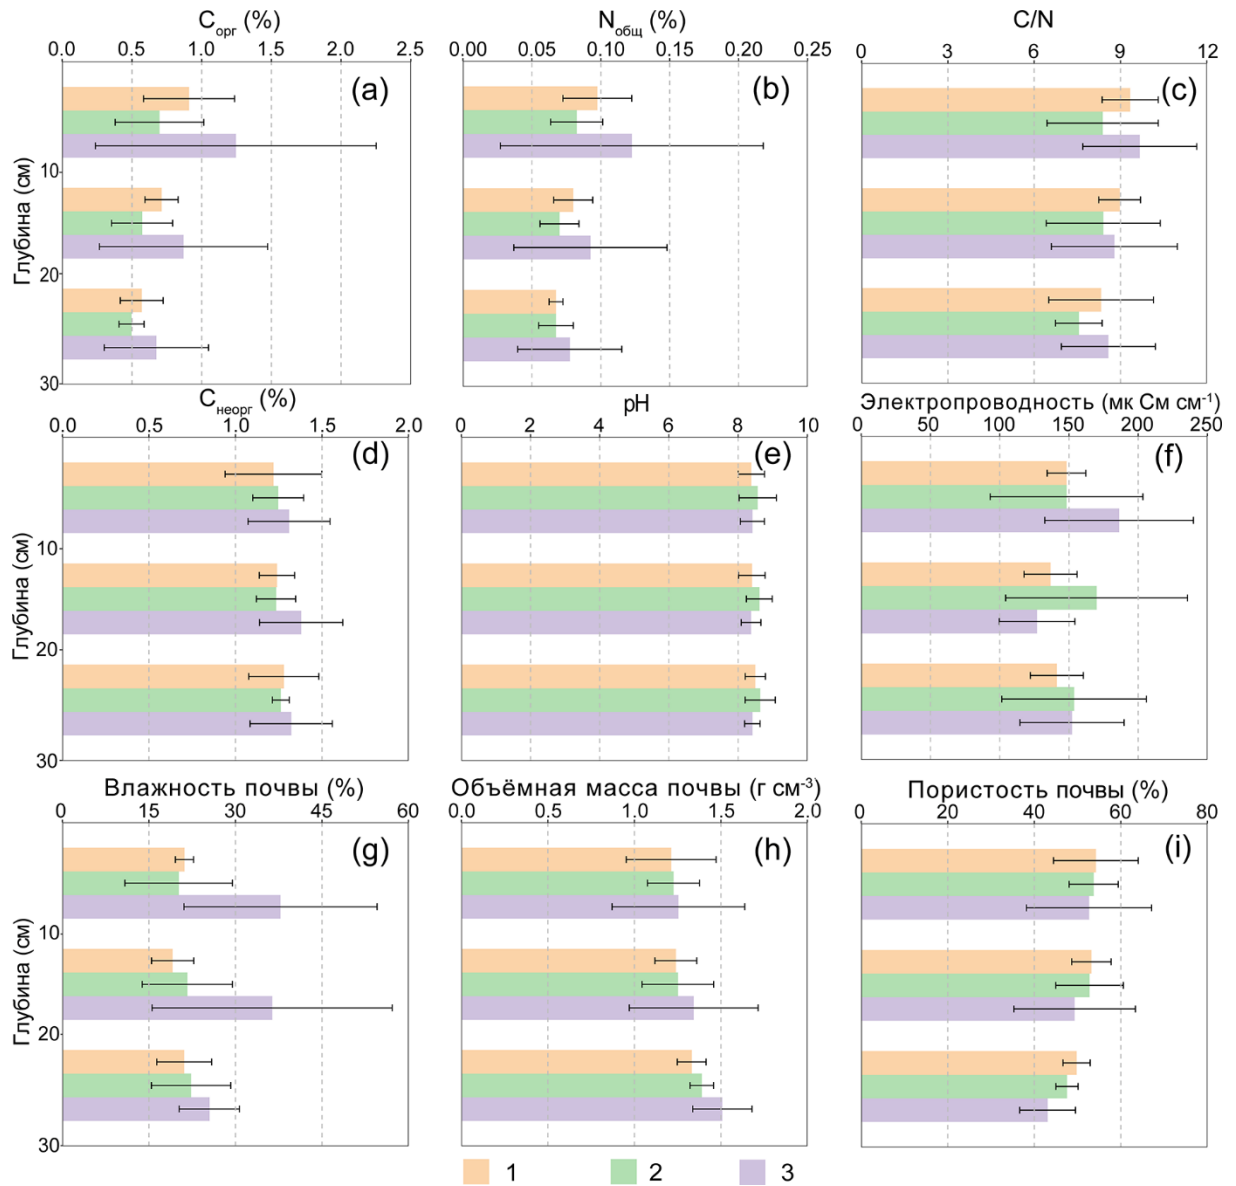 C орг (%) N общ (%) C/N
0.0 0.5 1.0 1.5 2.0 2.5 0.00 0.05 0.10 0.15 0.20 0.25 0 3 6 9 12
(a) (b) (c)
Глубина (см)
10
20
30
C неорг (%) pH Электропроводность (мк См см⁻¹)
0.0 0.5 1.0 1.5 2.0 0 2 4 6 8 10 0 50 100 150 200 250
(d) (e) (f)
Глубина (см)
10
20
30
Влажность почвы (%) Объёмная масса почвы (г см⁻³) Пористость почвы (%)
0 15 30 45 60 0.0 0.5 1.0 1.5 2.0 0 20 40 60 80
(g) (h) (i)
Глубина (см)
10
20
30
1 2 3